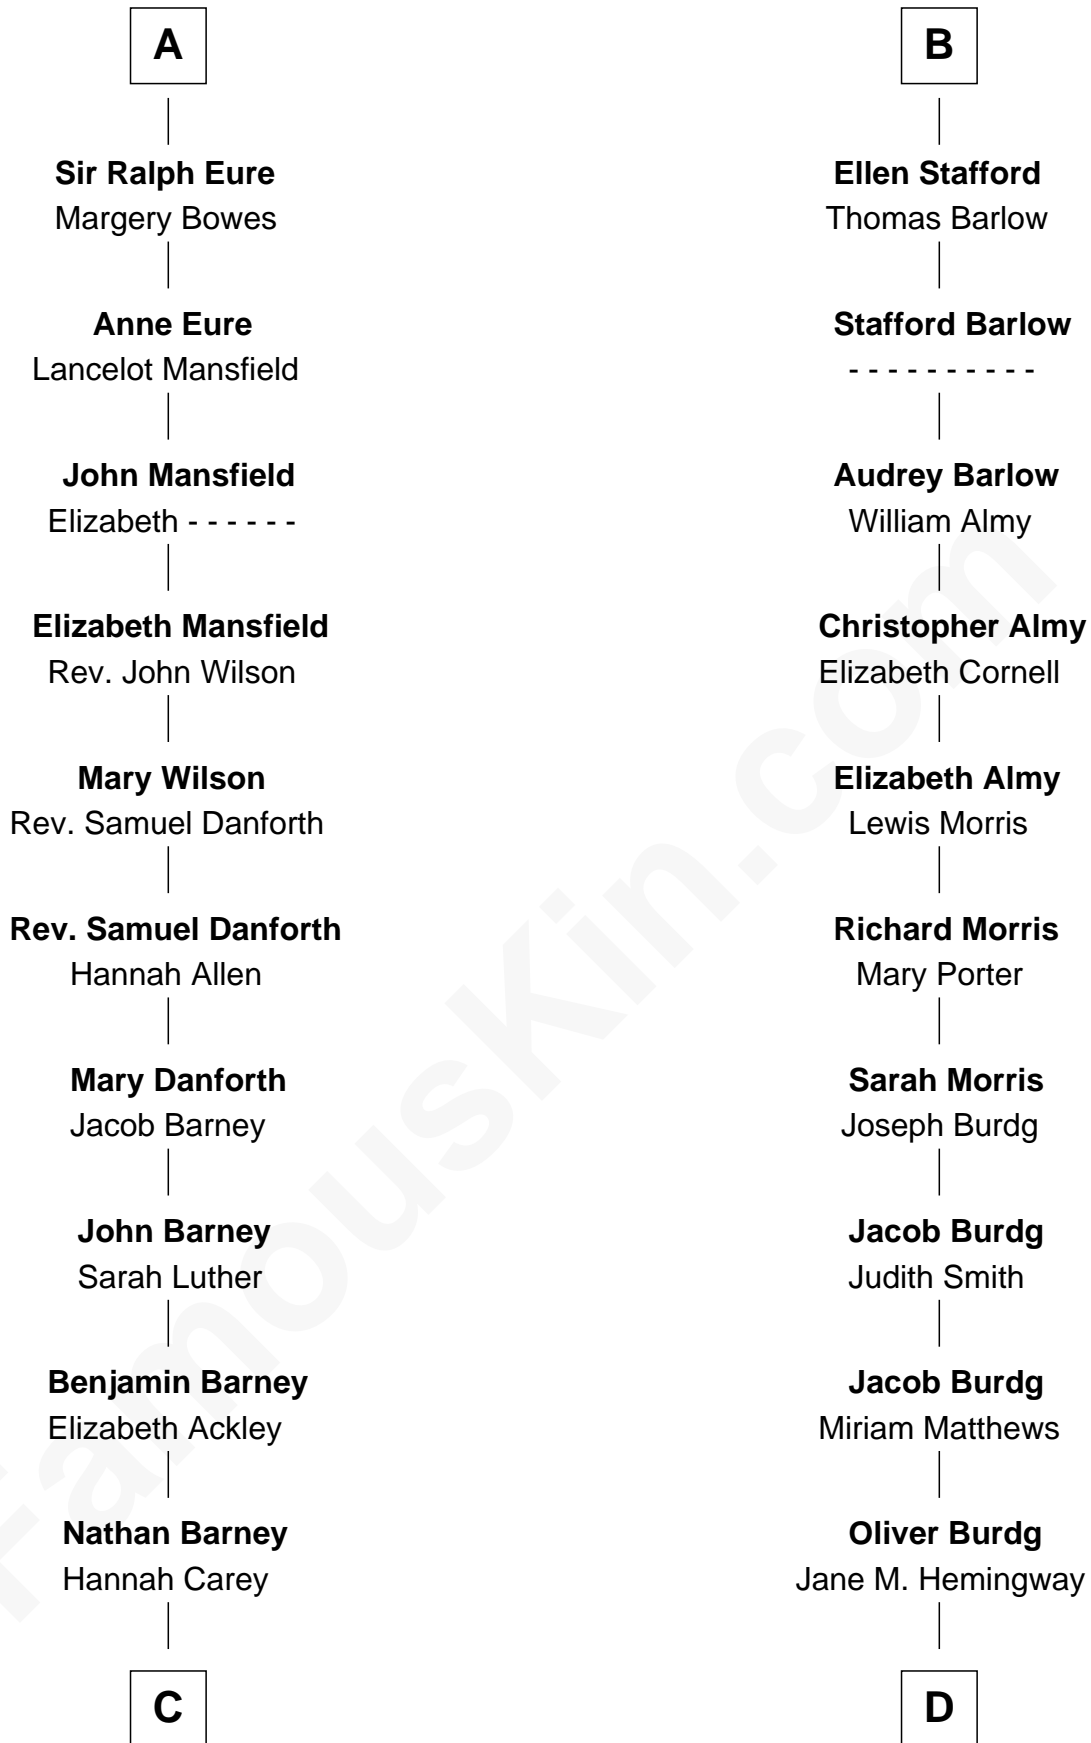 A
Sir Ralph Eure
Margery Bowes
Anne Eure
Lancelot Mansfield
John Mansfield
Elizabeth - - - - - -
Elizabeth Mansfield
Rev. John Wilson
Mary Wilson
Rev. Samuel Danforth
Rev. Samuel Danforth
Hannah Allen
Mary Danforth
Jacob Barney
John Barney
Sarah Luther
Benjamin Barney
Elizabeth Ackley
Nathan Barney
Hannah Carey
C
B
Ellen Stafford
Thomas Barlow
Stafford Barlow
- - - - - - - - - -
Audrey Barlow
William Almy
Christopher Almy
Elizabeth Cornell
Elizabeth Almy
Lewis Morris
Richard Morris
Mary Porter
Sarah Morris
Joseph Burdg
Jacob Burdg
Judith Smith
Jacob Burdg
Miriam Matthews
Oliver Burdg
Jane M. Hemingway
D
FamousKin.com